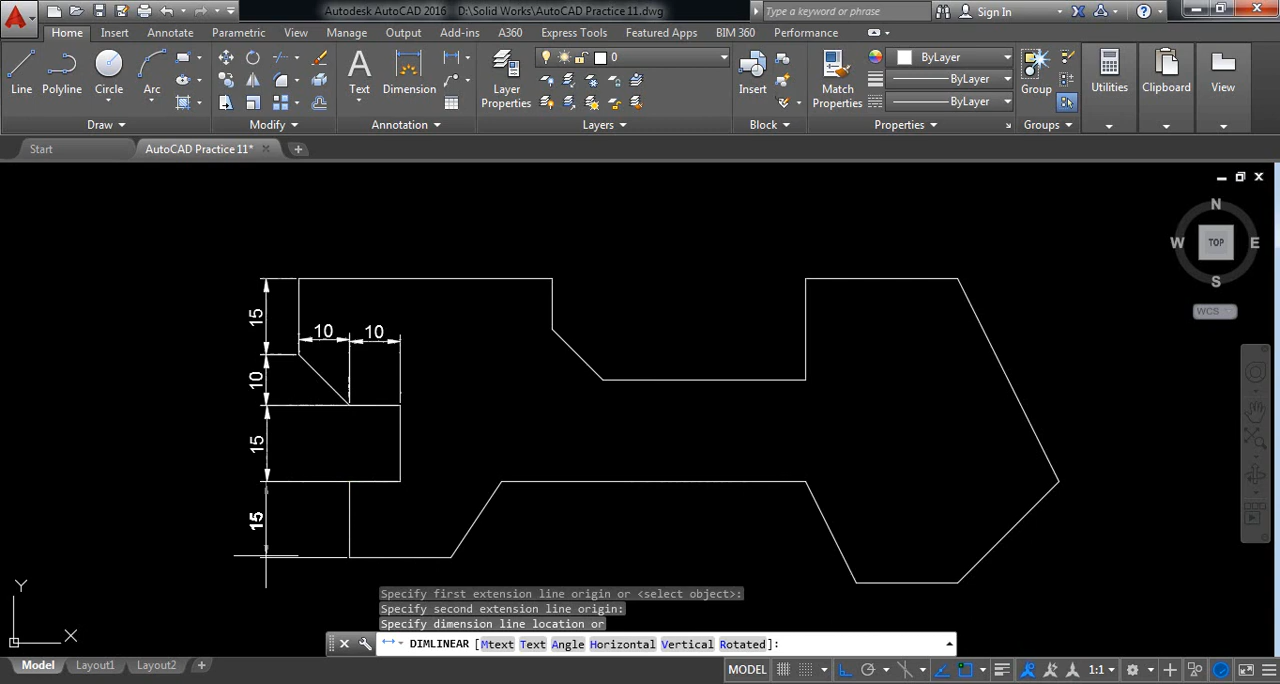 Autodesk AutoCAD 2016 D:\Solid Works\AutoCAD Practice 11.dwg
Type a keyword or phrase
Sign In
Home Insert Annotate Parametric View Manage Output Add-ins A360 Express Tools Featured Apps BIM 360 Performance
Line Polyline Circle Arc
Text Dimension
Layer Properties
0
Insert
Match Properties
ByLayer
ByLayer
ByLayer
Group
Utilities
Clipboard
View
Draw Modify Annotation Layers Block Properties Groups
Start
AutoCAD Practice 11*
N
W TOP E
S
WCS
15
10 10
10
15
15
Y
X
Specify first extension line origin or <select object>:
Specify second extension line origin:
Specify dimension line location or
DIMLINEAR [Mtext Text Angle Horizontal Vertical Rotated]:
Model Layout1 Layout2 +
MODEL
1:1